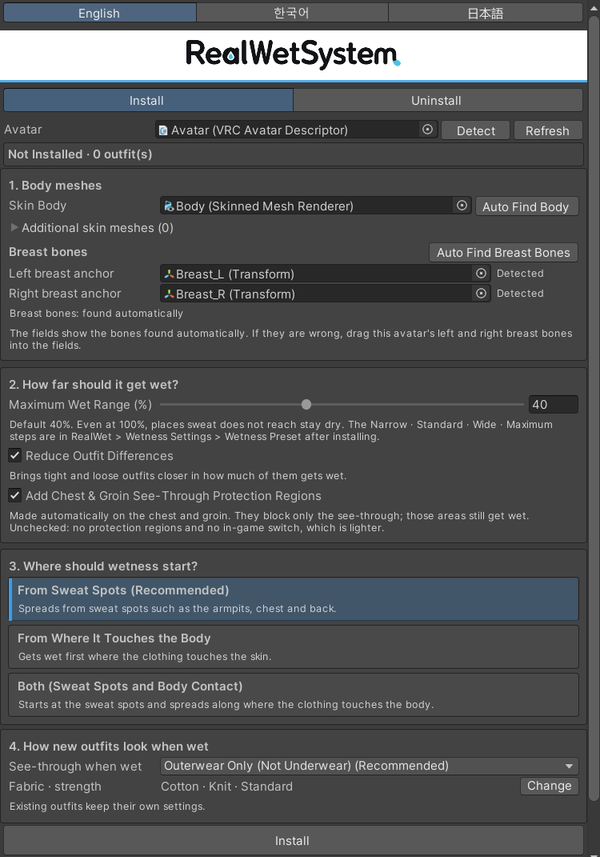 English 한국어 日本語
RealWetSystem.
Install Uninstall
Avatar Avatar (VRC Avatar Descriptor) Detect Refresh
Not Installed · 0 outfit(s)
1. Body meshes
Skin Body Body (Skinned Mesh Renderer) Auto Find Body
Additional skin meshes (0)
Breast bones Auto Find Breast Bones
Left breast anchor Breast_L (Transform) Detected
Right breast anchor Breast_R (Transform) Detected
Breast bones: found automatically
The fields show the bones found automatically. If they are wrong, drag this avatar's left and right breast bones
into the fields.
2. How far should it get wet?
Maximum Wet Range (%) 40
Default 40%. Even at 100%, places sweat does not reach stay dry. The Narrow · Standard · Wide · Maximum
steps are in RealWet > Wetness Settings > Wetness Preset after installing.
Reduce Outfit Differences
Brings tight and loose outfits closer in how much of them gets wet.
Add Chest & Groin See-Through Protection Regions
Made automatically on the chest and groin. They block only the see-through; those areas still get wet.
Unchecked: no protection regions and no in-game switch, which is lighter.
3. Where should wetness start?
From Sweat Spots (Recommended)
Spreads from sweat spots such as the armpits, chest and back.
From Where It Touches the Body
Gets wet first where the clothing touches the skin.
Both (Sweat Spots and Body Contact)
Starts at the sweat spots and spreads along where the clothing touches the body.
4. How new outfits look when wet
See-through when wet Outerwear Only (Not Underwear) (Recommended)
Fabric · strength Cotton · Knit · Standard Change
Existing outfits keep their own settings.
Install